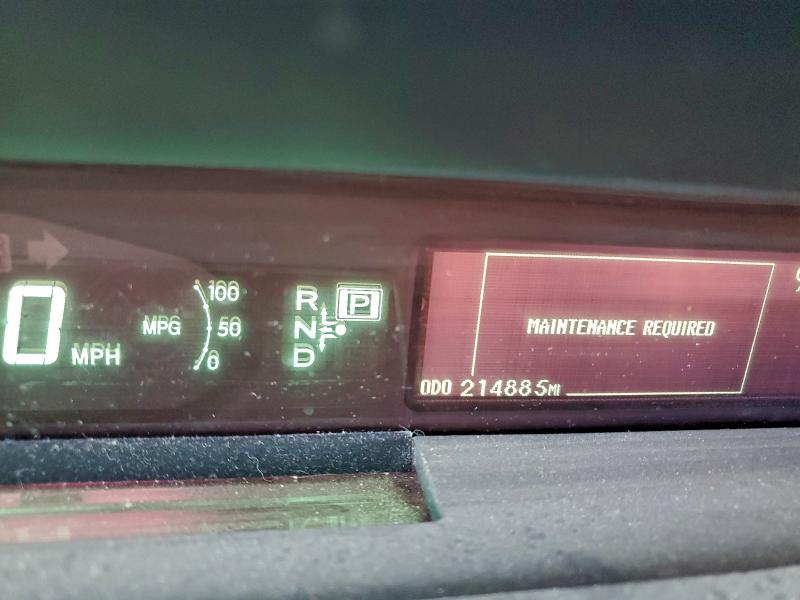 0 MPH
MPG
100
50
0
R
P
N
D
MAINTENANCE REQUIRED
ODO 214885MI